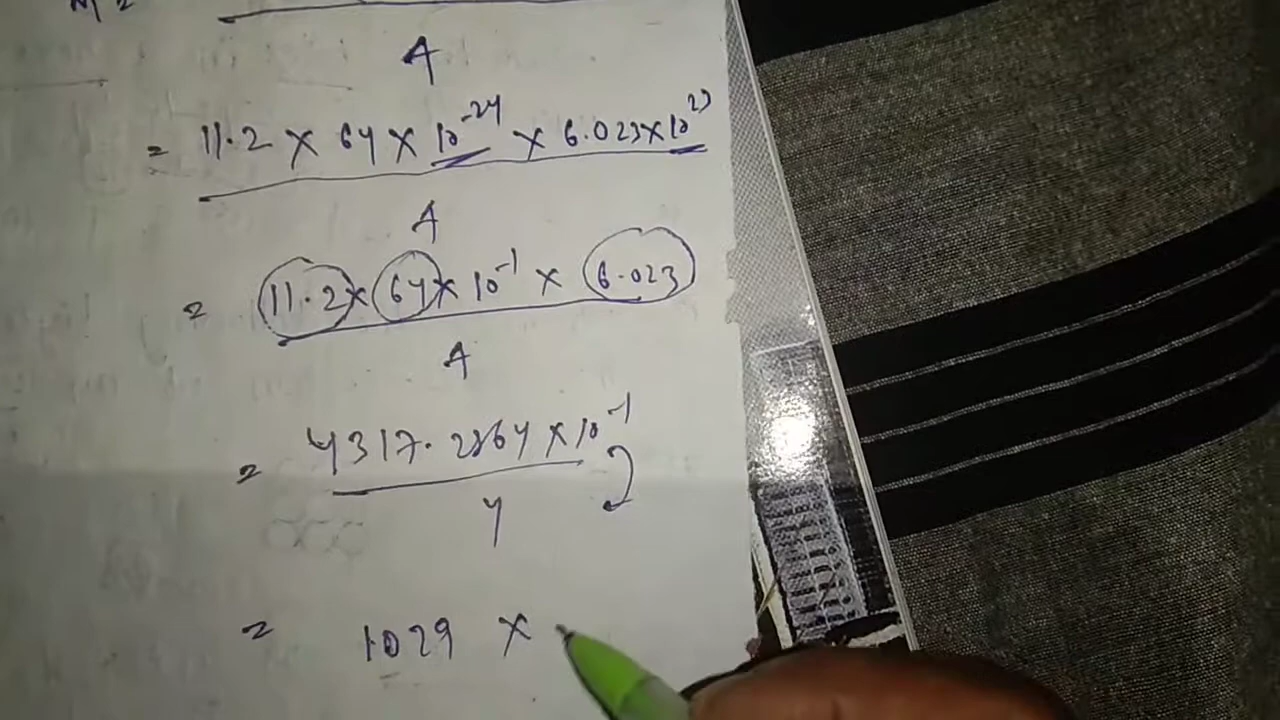 4
= 11.2 × 64 × 10⁻²⁴ × 6.023×10²³
4
= 11.2 × 64 × 10⁻¹ × 6.023
4
= 4317.2864 × 10⁻¹
4
= 1029 ×